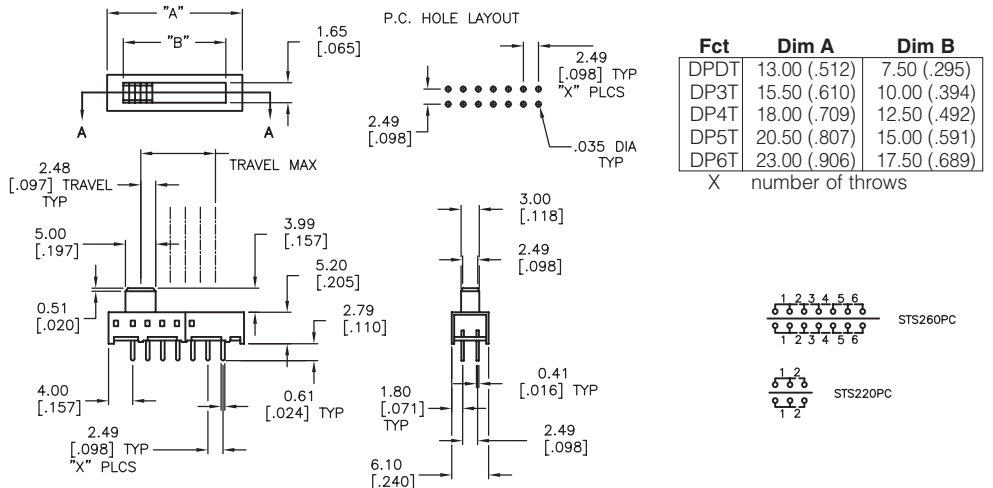 "A"
"B"
1.65
[.065]
A
A
P.C. HOLE LAYOUT
2.49
[.098] TYP
"X" PLCS
2.49
[.098]
.035 DIA
TYP
Fct Dim A Dim B
DPDT 13.00 (.512) 7.50 (.295)
DP3T 15.50 (.610) 10.00 (.394)
DP4T 18.00 (.709) 12.50 (.492)
DP5T 20.50 (.807) 15.00 (.591)
DP6T 23.00 (.906) 17.50 (.689)
X number of throws
2.48
[.097] TRAVEL
TYP
TRAVEL MAX
5.00
[.197]
3.99
[.157]
5.20
[.205]
0.51
[.020]
2.79
[.110]
4.00
[.157]
0.61
[.024] TYP
2.49
[.098] TYP
"X" PLCS
3.00
[.118]
2.49
[.098]
0.41
[.016] TYP
1.80
[.071]
TYP
2.49
[.098]
6.10
[.240]
1 2 3 4 5 6
STS260PC
1 2 3 4 5 6
1 2
STS220PC
1 2